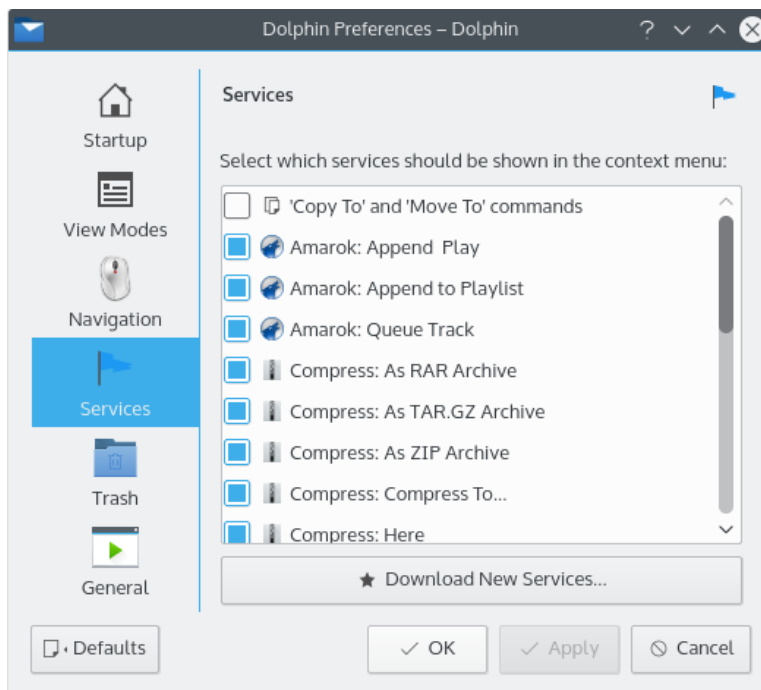 Dolphin Preferences – Dolphin
Startup
View Modes
Navigation
Services
Trash
General
Services
Select which services should be shown in the context menu:
'Copy To' and 'Move To' commands
Amarok: Append  Play
Amarok: Append to Playlist
Amarok: Queue Track
Compress: As RAR Archive
Compress: As TAR.GZ Archive
Compress: As ZIP Archive
Compress: Compress To...
Compress: Here
Download New Services...
Defaults
OK
Apply
Cancel